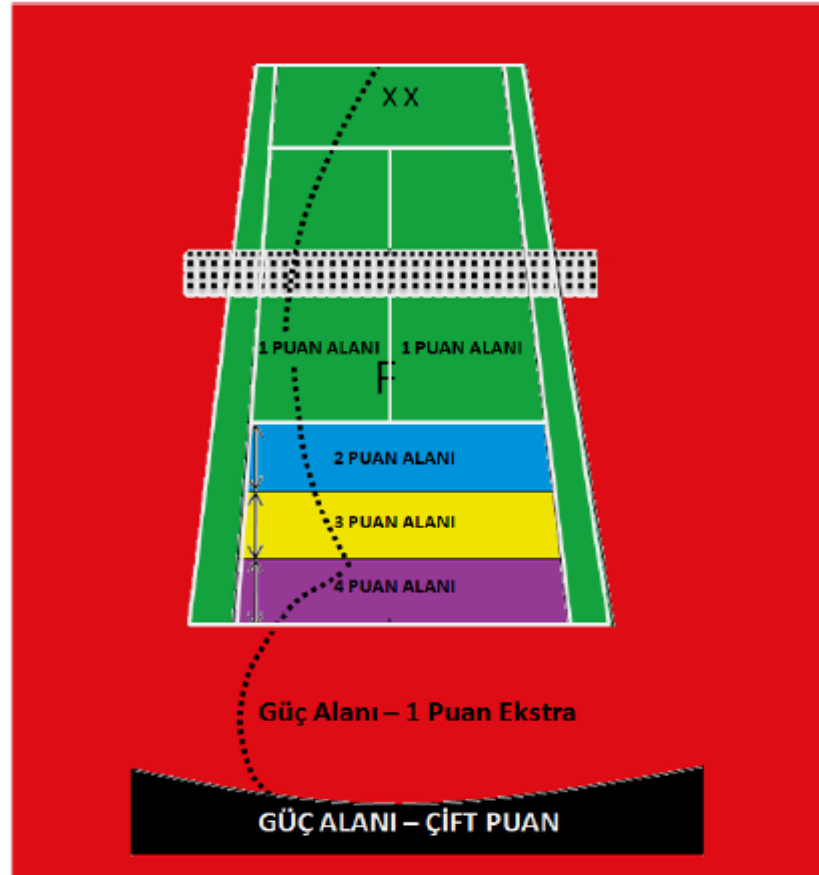 X X
1 PUAN ALANI 1 PUAN ALANI
F
2 PUAN ALANI
3 PUAN ALANI
4 PUAN ALANI
Güç Alanı – 1 Puan Ekstra
GÜÇ ALANI – ÇİFT PUAN